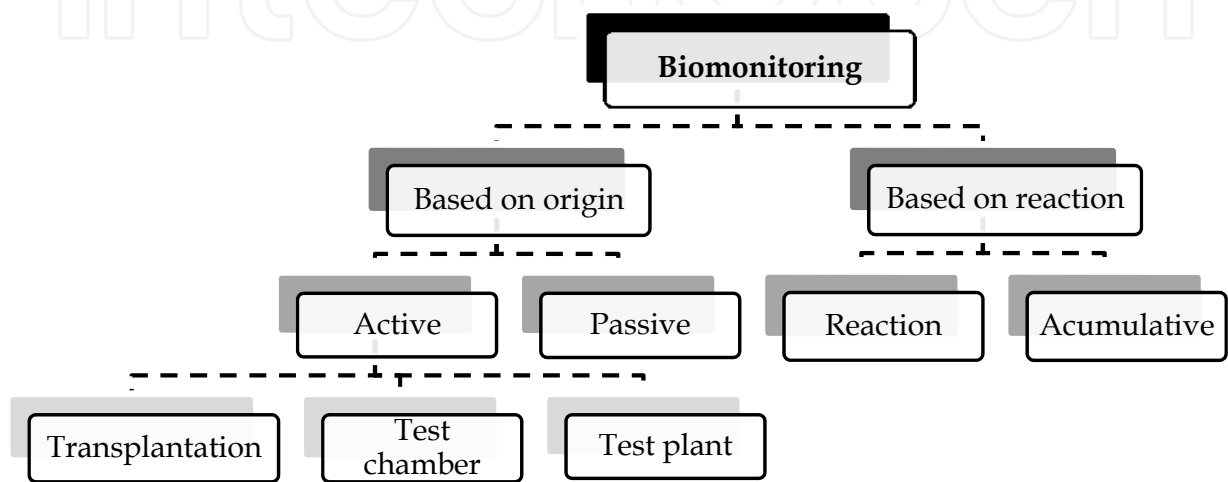 Biomonitoring
Based on origin
Based on reaction
Active
Passive
Reaction
Acumulative
Transplantation
Test
chamber
Test plant